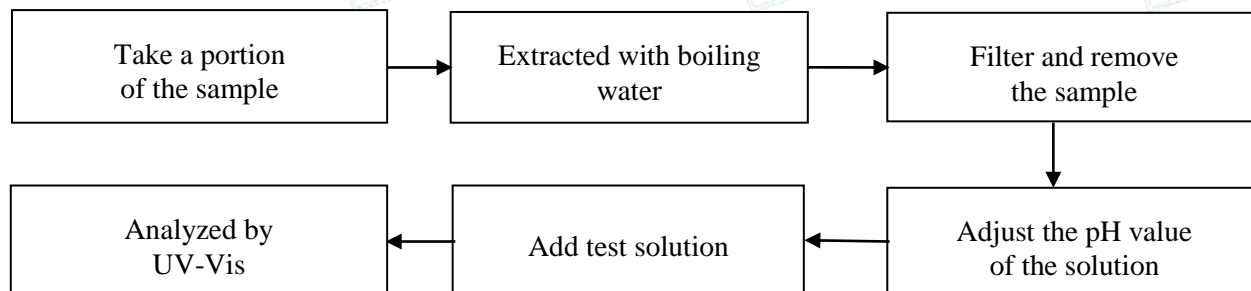 Take a portion
of the sample
Extracted with boiling
water
Filter and remove
the sample
Adjust the pH value
of the solution
Add test solution
Analyzed by
UV-Vis